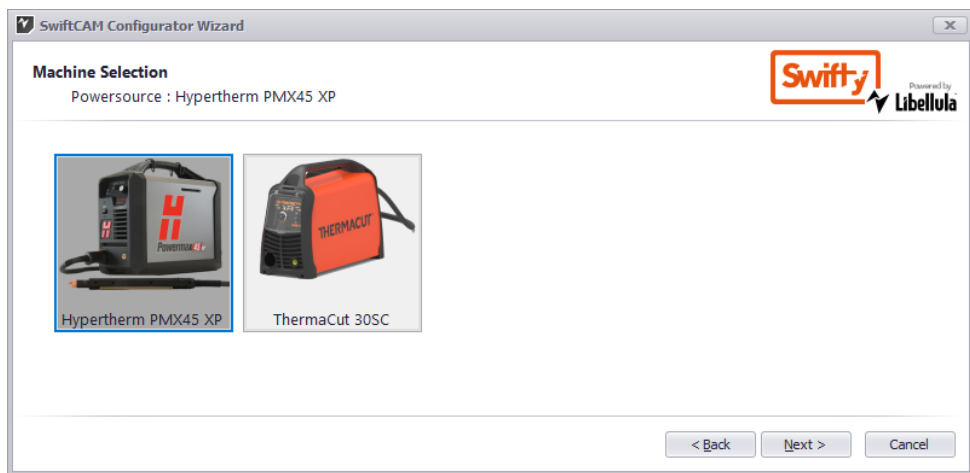 SwiftCAM Configurator Wizard
Machine Selection
Powersource : Hypertherm PMX45 XP
Swifty
Powered by
Libellula
Powermax45
THERMACUT
Hypertherm PMX45 XP
ThermaCut 30SC
< Back
Next >
Cancel